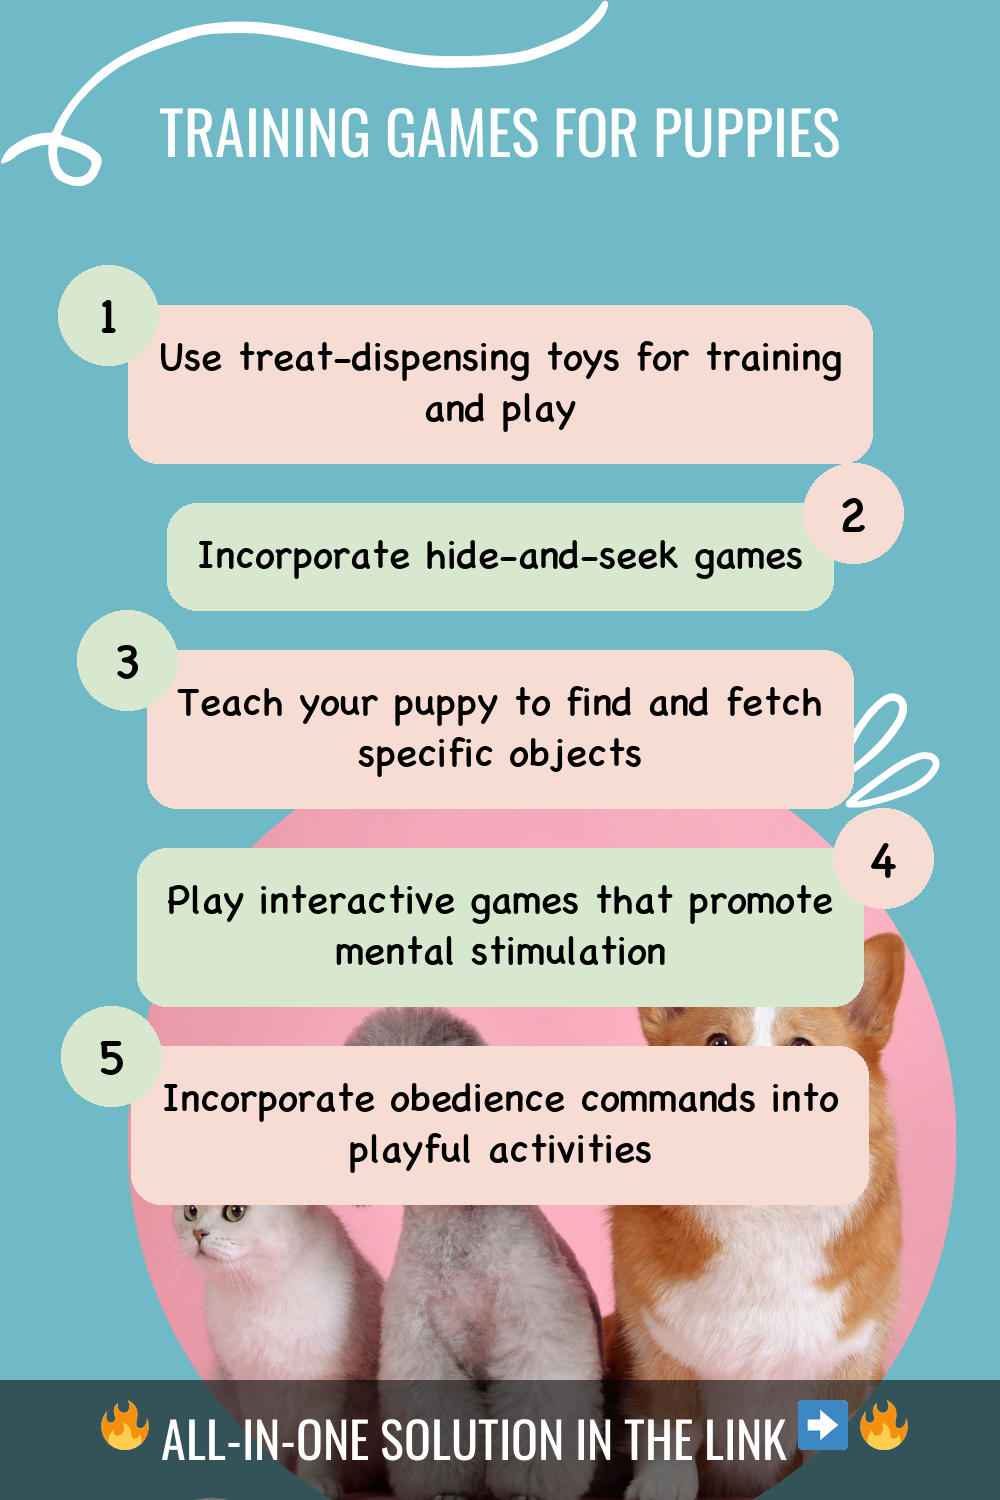 TRAINING GAMES FOR PUPPIES
1
Use treat-dispensing toys for training
and play
2
Incorporate hide-and-seek games
3
Teach your puppy to find and fetch
specific objects
4
Play interactive games that promote
mental stimulation
5
Incorporate obedience commands into
playful activities
🔥 ALL-IN-ONE SOLUTION IN THE LINK ➡️ 🔥